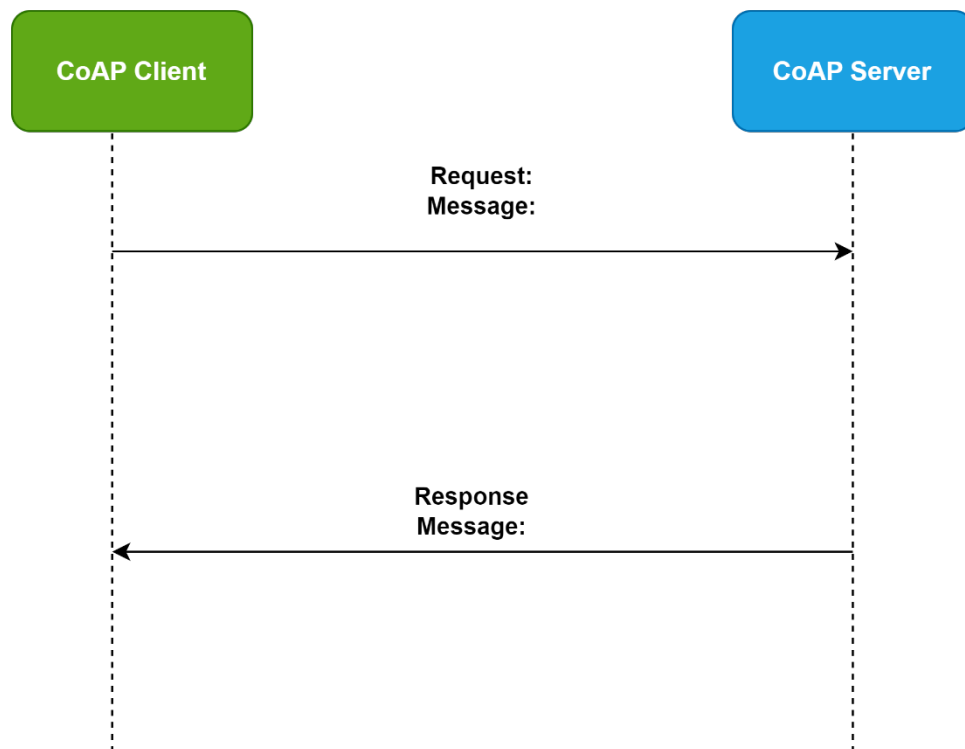 CoAP Client
CoAP Server
Request:
Message:
Response
Message: